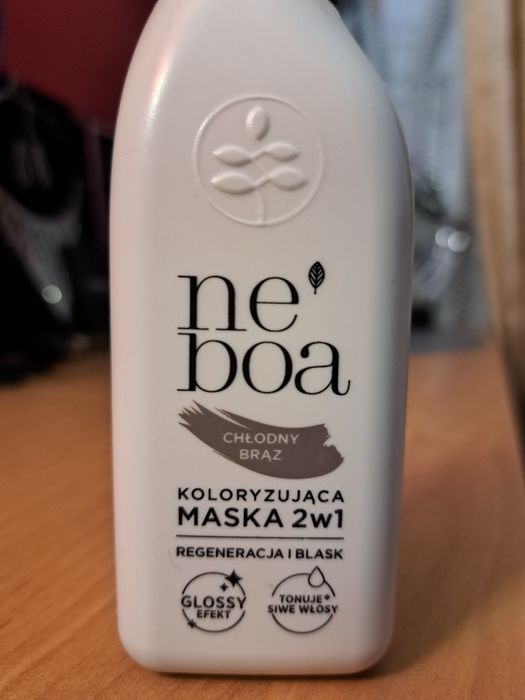 ne'
boa
CHŁODNY
BRĄZ
KOLORYZUJĄCA
MASKA 2w1
REGENERACJA I BLASK
GLOSSY
EFEKT
TONUJE*
SIWE WŁOSY